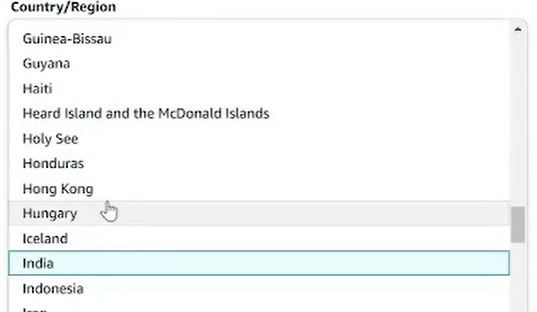 Country/Region
Guinea-Bissau
Guyana
Haiti
Heard Island and the McDonald Islands
Holy See
Honduras
Hong Kong
Hungary
Iceland
India
Indonesia